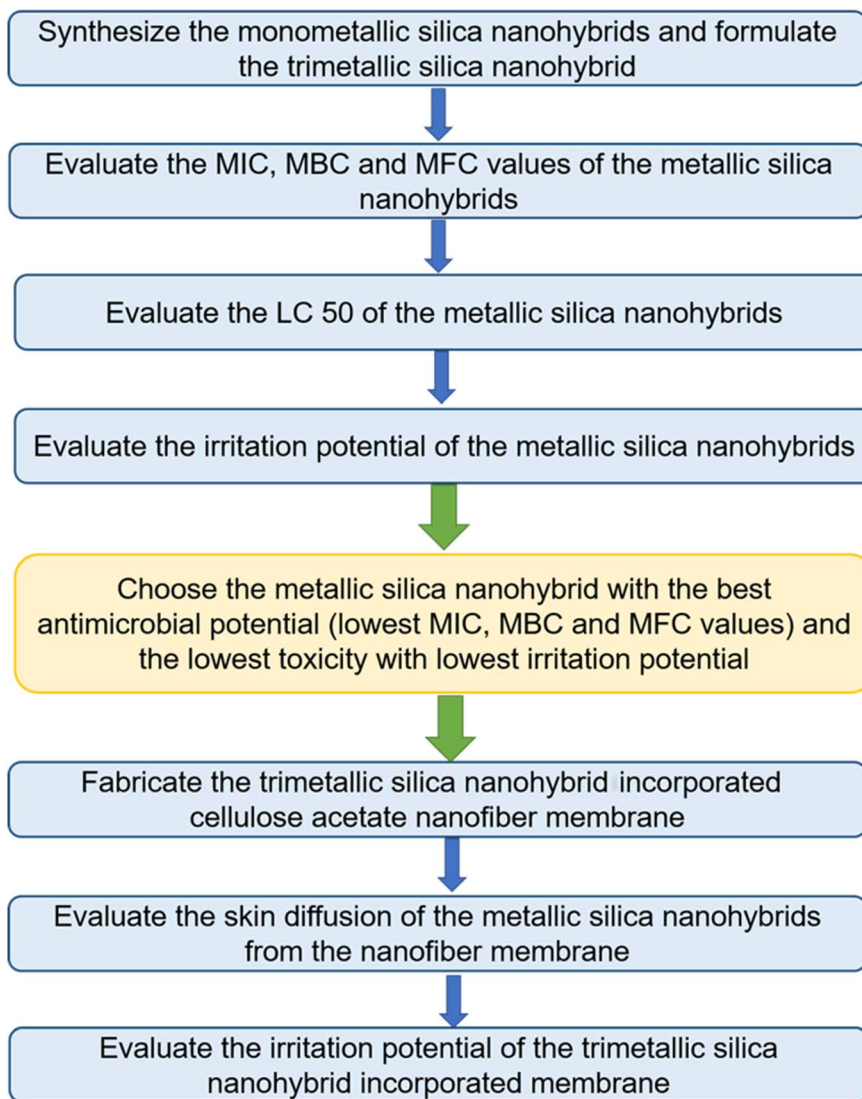 Synthesize the monometallic silica nanohybrids and formulate
the trimetallic silica nanohybrid
Evaluate the MIC, MBC and MFC values of the metallic silica
nanohybrids
Evaluate the LC 50 of the metallic silica nanohybrids
Evaluate the irritation potential of the metallic silica nanohybrids
Choose the metallic silica nanohybrid with the best
antimicrobial potential (lowest MIC, MBC and MFC values) and
the lowest toxicity with lowest irritation potential
Fabricate the trimetallic silica nanohybrid incorporated
cellulose acetate nanofiber membrane
Evaluate the skin diffusion of the metallic silica nanohybrids
from the nanofiber membrane
Evaluate the irritation potential of the trimetallic silica
nanohybrid incorporated membrane